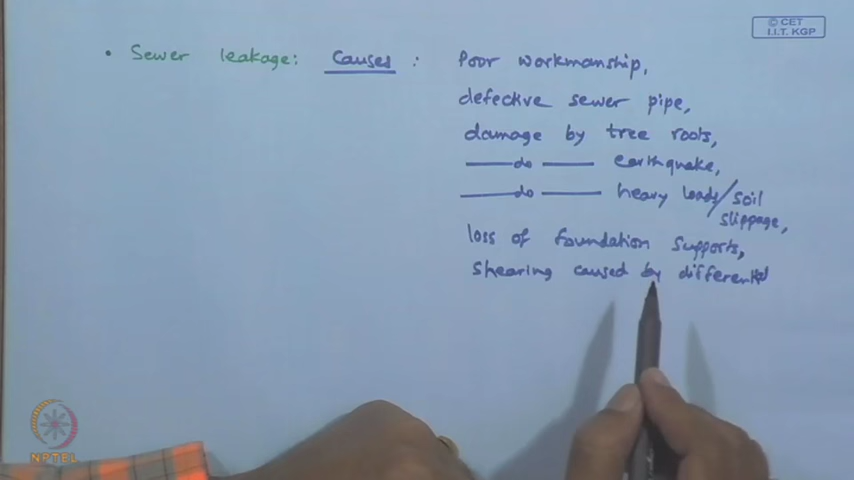 © CET
I.I.T. KGP
• Sewer leakage: Causes : Poor workmanship,
defective sewer pipe,
damage by tree roots,
—— do —— earthquake,
—— do —— heavy loads/soil
slippage,
loss of foundation supports,
shearing caused by differential
NPTEL